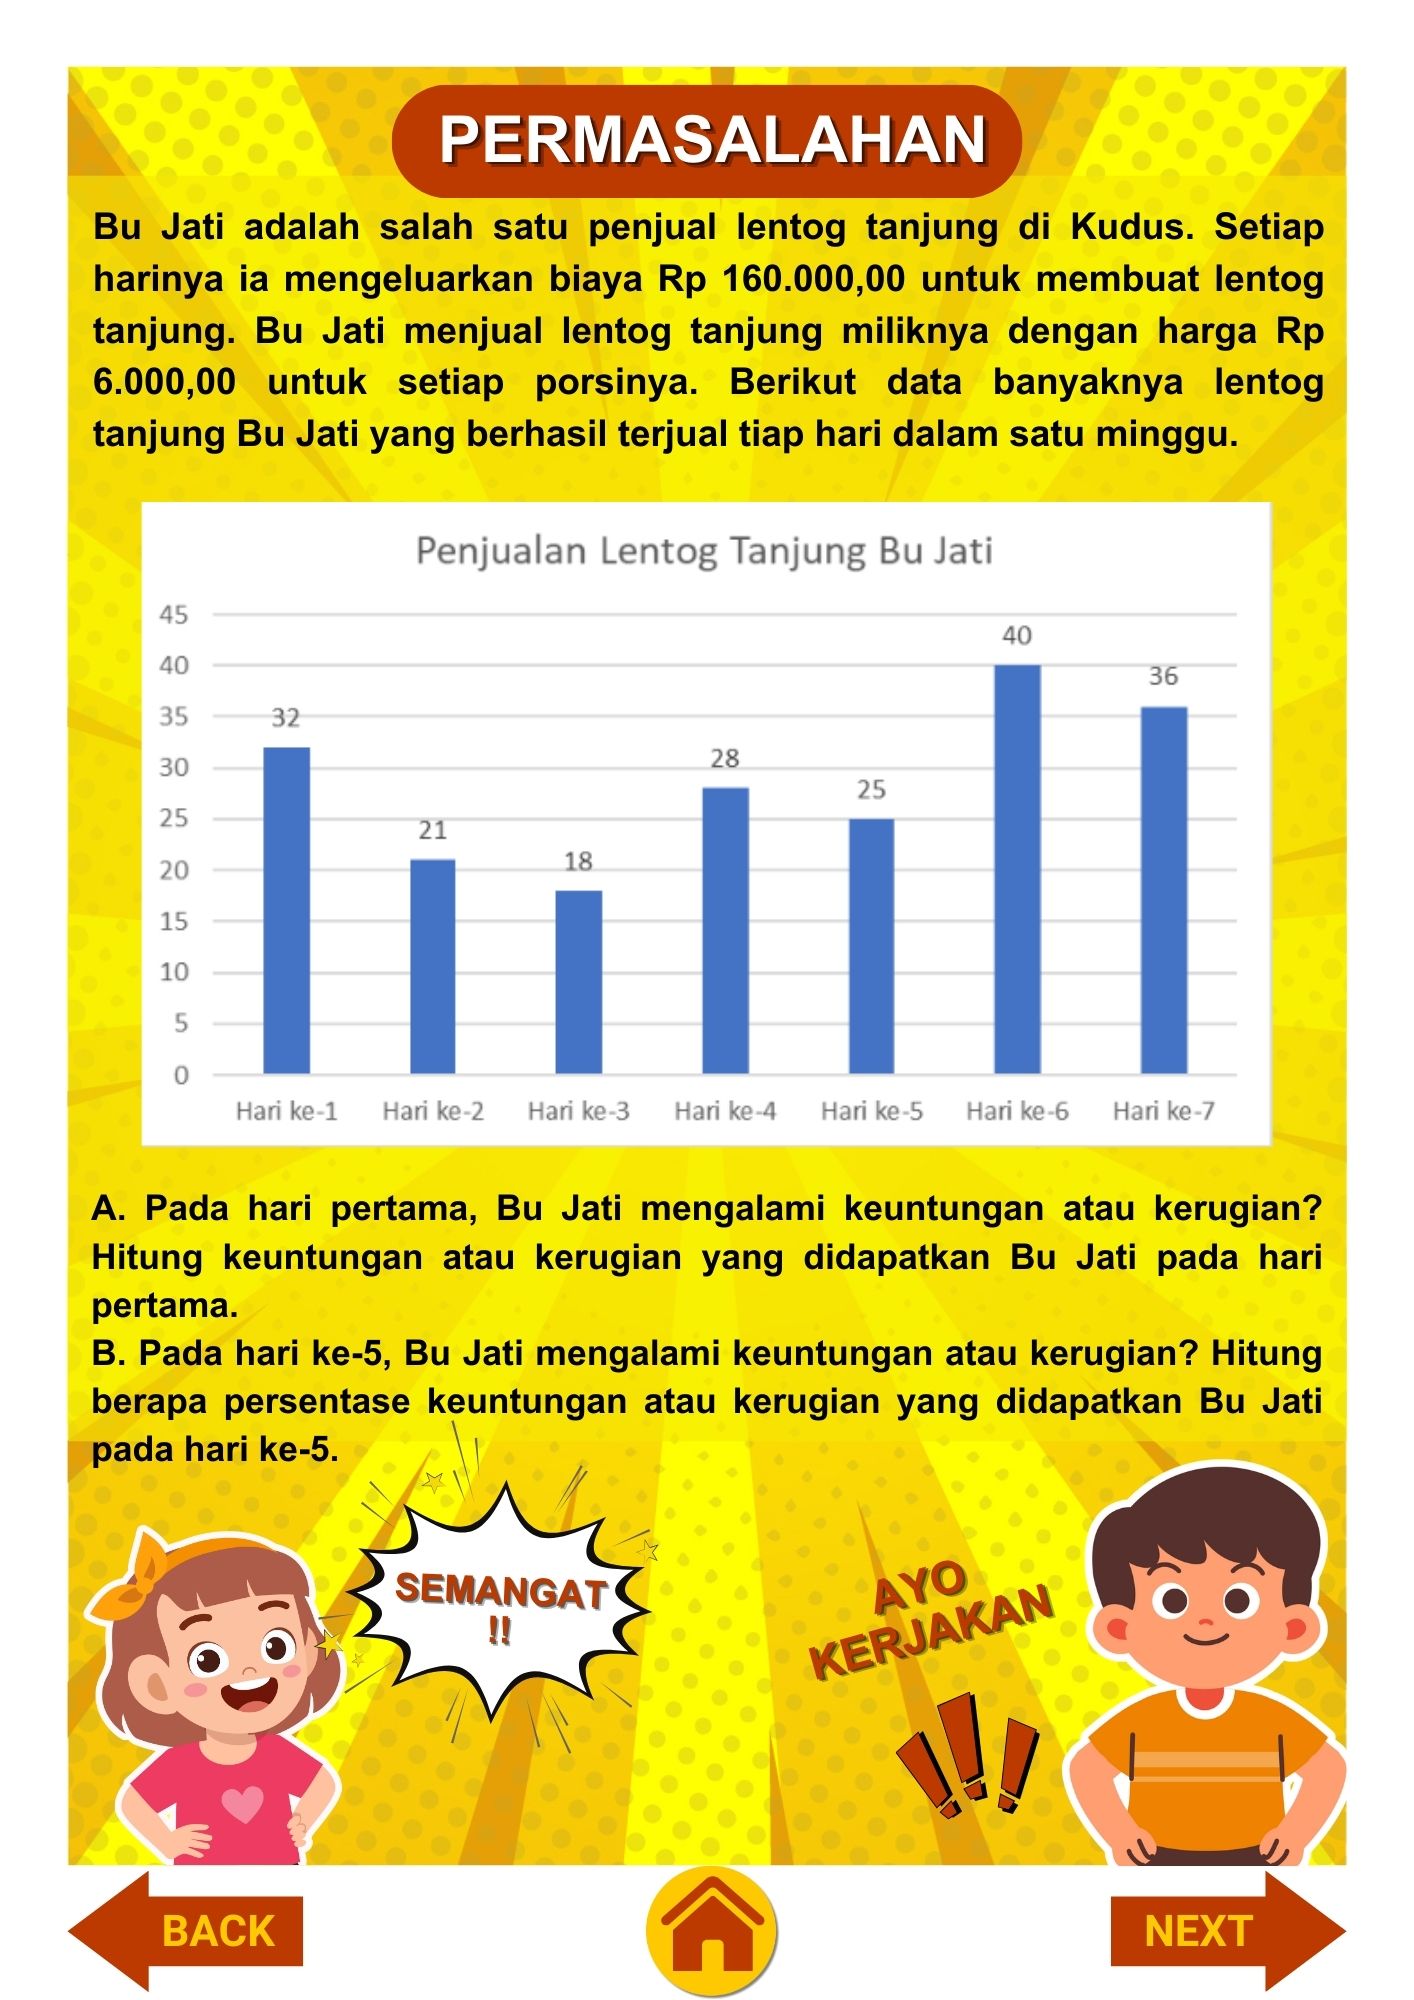 PERMASALAHAN
Bu Jati adalah salah satu penjual lentog tanjung di Kudus. Setiap
harinya ia mengeluarkan biaya Rp 160.000,00 untuk membuat lentog
tanjung. Bu Jati menjual lentog tanjung miliknya dengan harga Rp
6.000,00 untuk setiap porsinya. Berikut data banyaknya lentog
tanjung Bu Jati yang berhasil terjual tiap hari dalam satu minggu.
Penjualan Lentog Tanjung Bu Jati
45
40
35
30
25
20
15
10
5
0
32
21
18
28
25
40
36
Hari ke-1 Hari ke-2 Hari ke-3 Hari ke-4 Hari ke-5 Hari ke-6 Hari ke-7
A. Pada hari pertama, Bu Jati mengalami keuntungan atau kerugian?
Hitung keuntungan atau kerugian yang didapatkan Bu Jati pada hari
pertama.
B. Pada hari ke-5, Bu Jati mengalami keuntungan atau kerugian? Hitung
berapa persentase keuntungan atau kerugian yang didapatkan Bu Jati
pada hari ke-5.
SEMANGAT
!!
AYO
KERJAKAN
!!!
BACK
NEXT